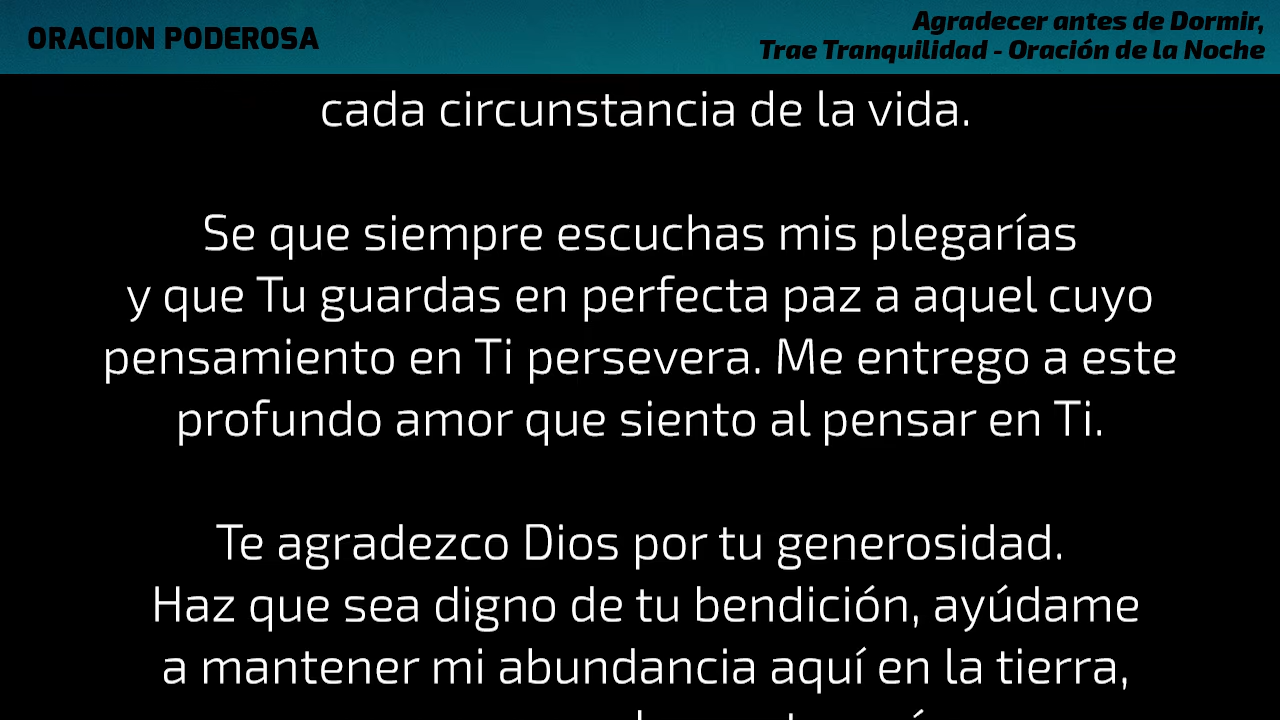 ORACION PODEROSA
Agradecer antes de Dormir,
Trae Tranquilidad - Oración de la Noche
cada circunstancia de la vida.
Se que siempre escuchas mis plegarías
y que Tu guardas en perfecta paz a aquel cuyo
pensamiento en Ti persevera. Me entrego a este
profundo amor que siento al pensar en Ti.
Te agradezco Dios por tu generosidad.
Haz que sea digno de tu bendición, ayúdame
a mantener mi abundancia aquí en la tierra,